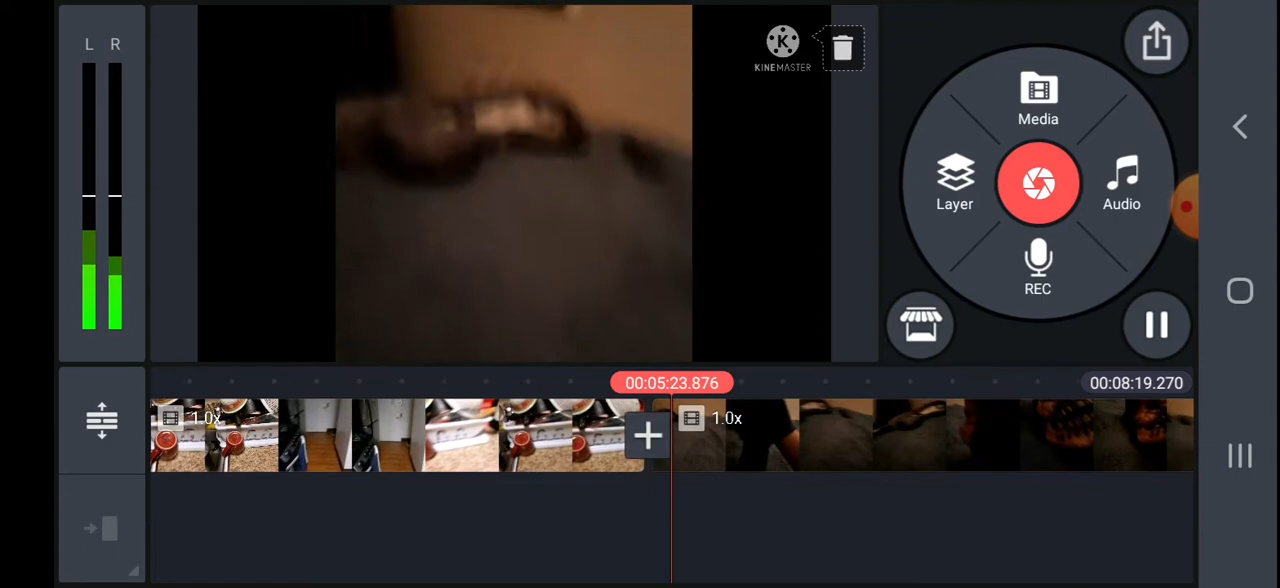 L R
KINEMASTER
Media
Layer
Audio
REC
00:05:23.876
00:08:19.270
1.0x
1.0x